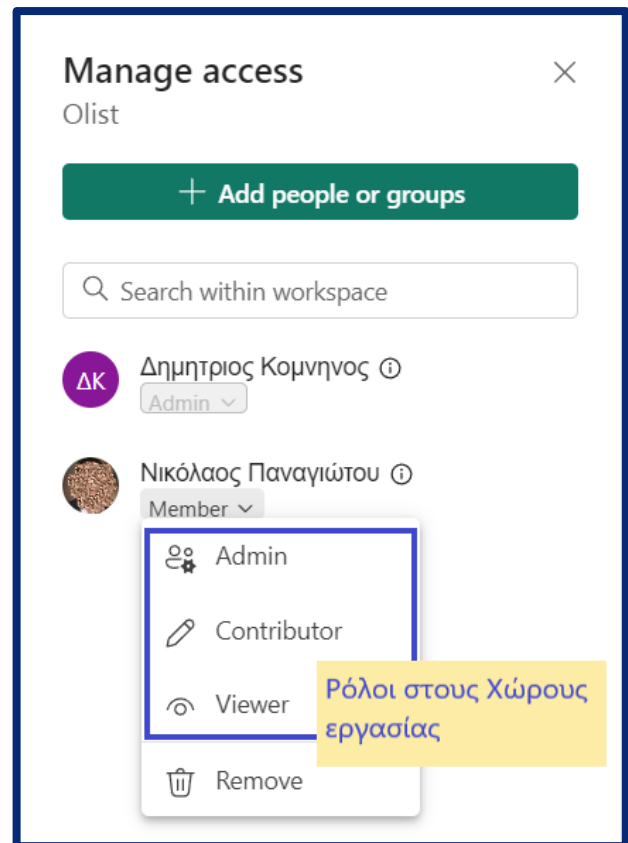 Manage access
Olist
+ Add people or groups
Search within workspace
ΔΚ
Δημητριος Κομνηνος
Admin
Νικόλαος Παναγιώτου
Member
Admin
Contributor
Viewer
Ρόλοι στους Χώρους
εργασίας
Remove